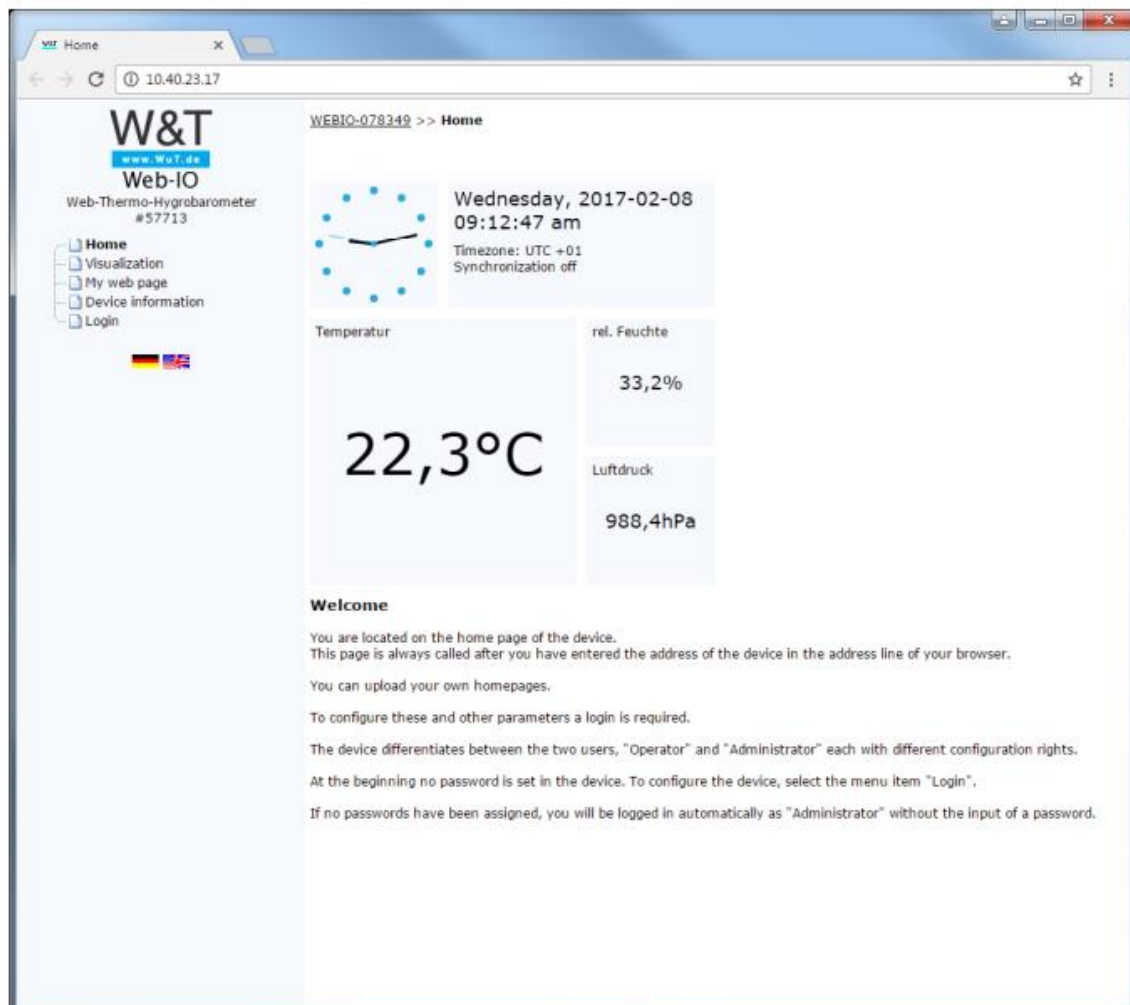 Home
10.40.23.17
W&T
www.WuT.de
Web-IO
Web-Thermo-Hygrobarometer
#57713
Home
Visualization
My web page
Device information
Login
WEBIO-078349 >> Home
Wednesday, 2017-02-08
09:12:47 am
Timezone: UTC +01
Synchronization off
Temperatur
22,3°C
rel. Feuchte
33,2%
Luftdruck
988,4hPa
Welcome
You are located on the home page of the device.
This page is always called after you have entered the address of the device in the address line of your browser.
You can upload your own homepages.
To configure these and other parameters a login is required.
The device differentiates between the two users, "Operator" and "Administrator" each with different configuration rights.
At the beginning no password is set in the device. To configure the device, select the menu item "Login".
If no passwords have been assigned, you will be logged in automatically as "Administrator" without the input of a password.